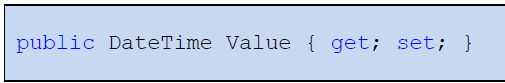 public DateTime Value { get; set; }